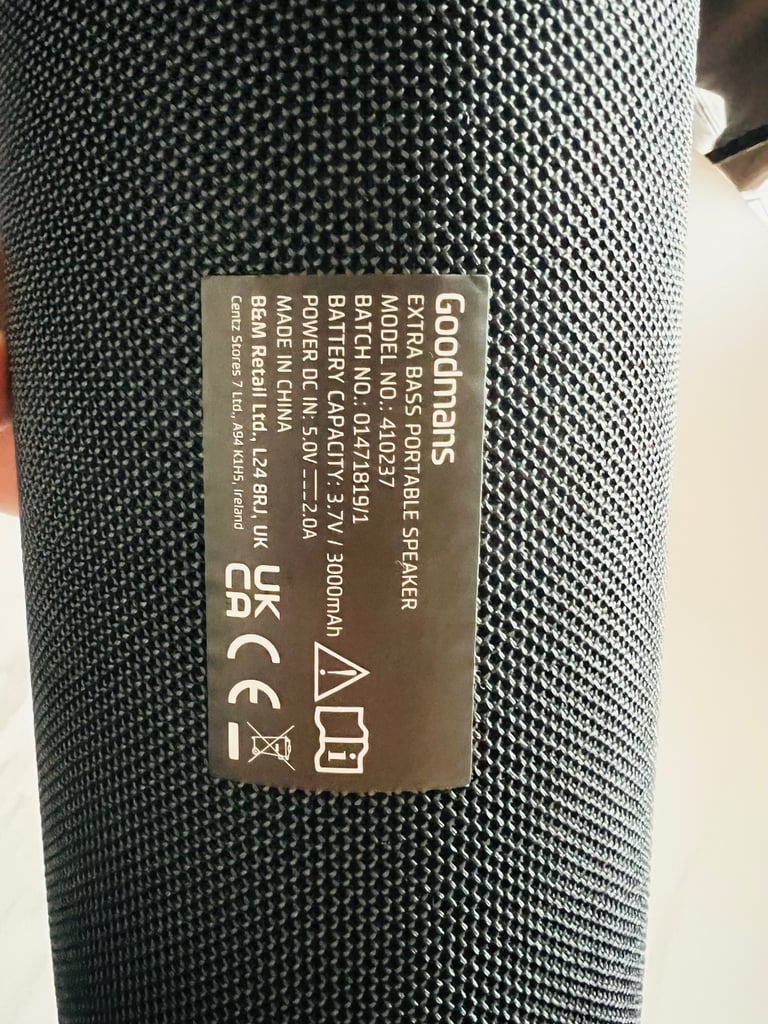 Goodmans
EXTRA BASS PORTABLE SPEAKER
MODEL NO.: 410237
BATCH NO.: 01471819/1
BATTERY CAPACITY: 3.7V / 3000mAh
POWER DC IN: 5.0V ⎓ 2.0A
MADE IN CHINA
B&M Retail Ltd., L24 8RJ, UK
Centz Stores 7 Ltd., A94 K1H5, Ireland
UK
CA
CE